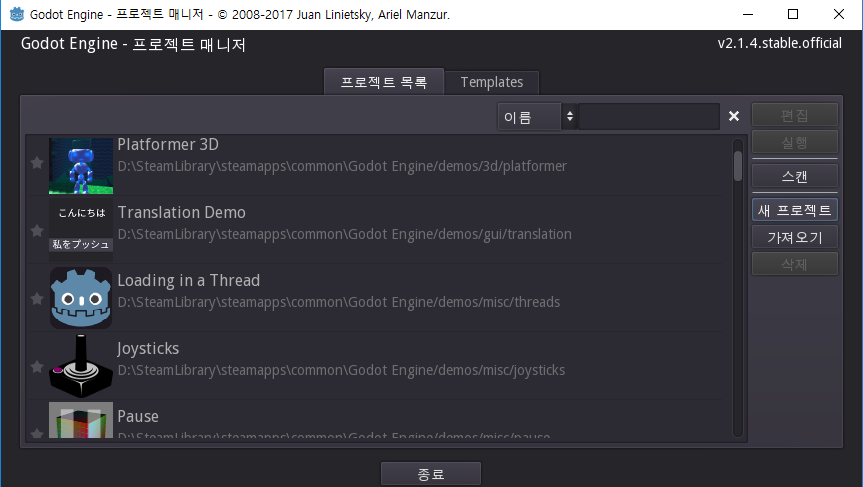 Godot Engine - 프로젝트 매니저 - © 2008-2017 Juan Linietsky, Ariel Manzur.
Godot Engine - 프로젝트 매니저
v2.1.4.stable.official
프로젝트 목록
Templates
이름
편집
실행
스캔
새 프로젝트
가져오기
삭제
Platformer 3D
D:\SteamLibrary\steamapps\common\Godot Engine/demos/3d/platformer
こんにちは
私をプッシュ
Translation Demo
D:\SteamLibrary\steamapps\common\Godot Engine/demos/gui/translation
Loading in a Thread
D:\SteamLibrary\steamapps\common\Godot Engine/demos/misc/threads
Joysticks
D:\SteamLibrary\steamapps\common\Godot Engine/demos/misc/joysticks
Pause
D:\SteamLibrary\steamapps\common\Godot Engine/demos/misc/pause
종료